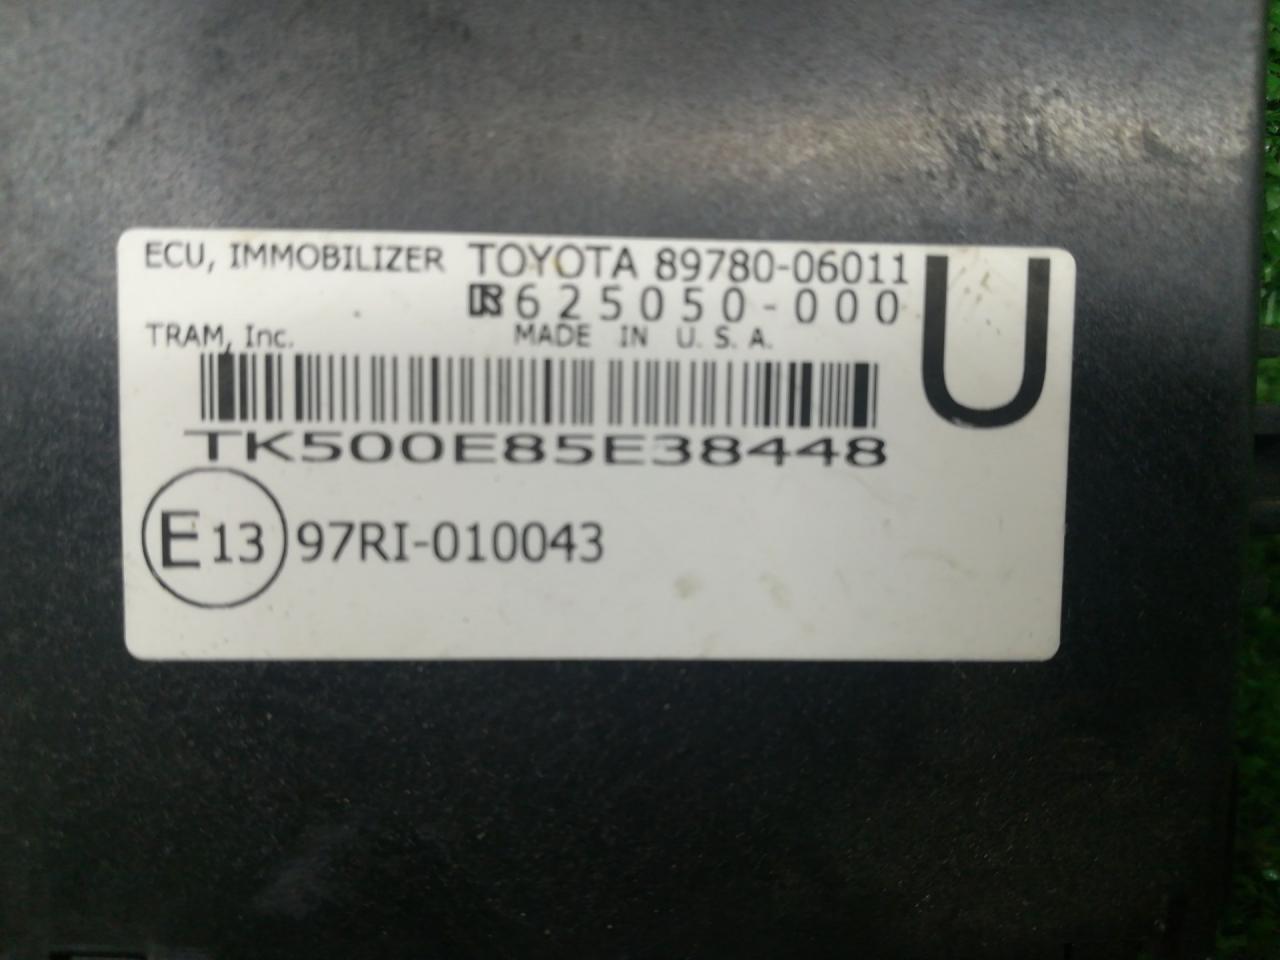 ECU, IMMOBILIZER TOYOTA 89780-06011
625050-000
TRAM, Inc. MADE IN U.S.A.
U
TK500E85E38448
E13 97RI-010043